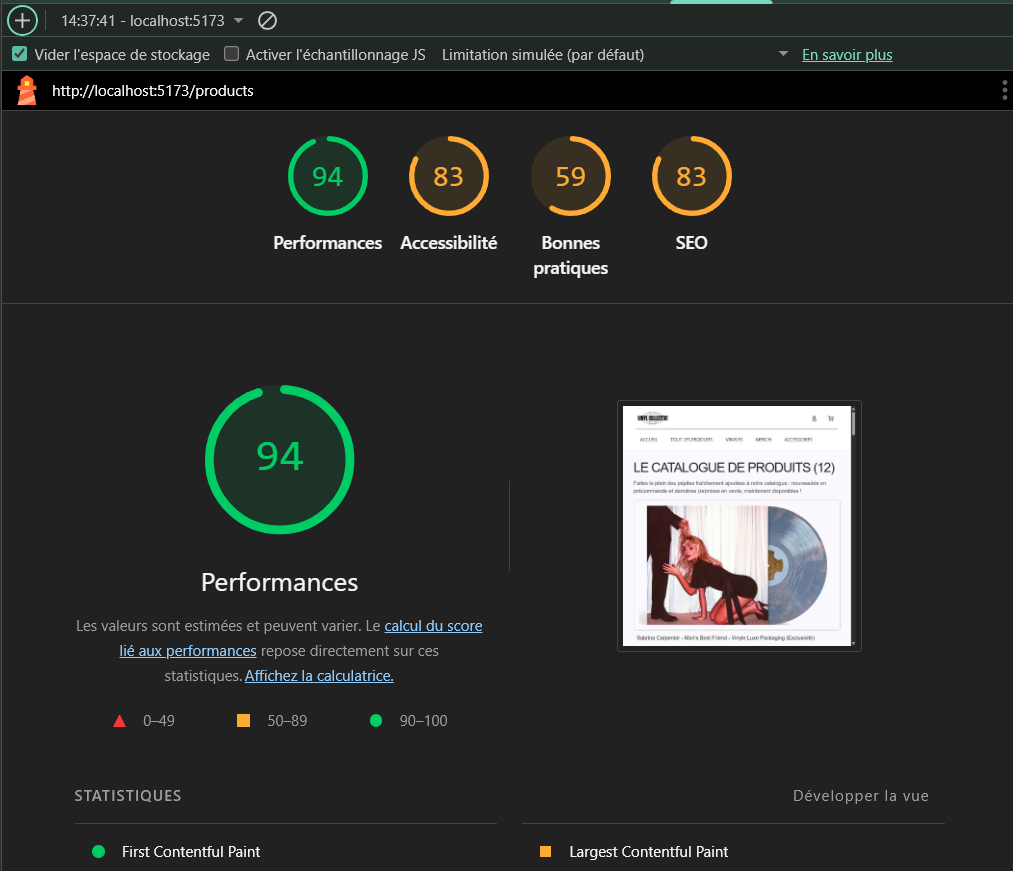 14:37:41 - localhost:5173
Vider l'espace de stockage Activer l'échantillonnage JS Limitation simulée (par défaut) En savoir plus
http://localhost:5173/products
94 83 59 83
Performances Accessibilité Bonnes pratiques SEO
94
Performances
Les valeurs sont estimées et peuvent varier. Le calcul du score
lié aux performances repose directement sur ces
statistiques. Affichez la calculatrice.
0–49 50–89 90–100
VINYL COLLECTOR
ACCUEIL TOUT LES PRODUITS VINYLES MERCH ACCESSOIRES
LE CATALOGUE DE PRODUITS (12)
Faites le plein des pépites fraîchement ajoutées à notre catalogue : nouveautés en
précommande et dernières (re)mises en vente, maintenant disponibles !
Sabrina Carpenter - Man's Best Friend - Vinyle Luxe Packaging (Exclusivité)
STATISTIQUES Développer la vue
First Contentful Paint Largest Contentful Paint